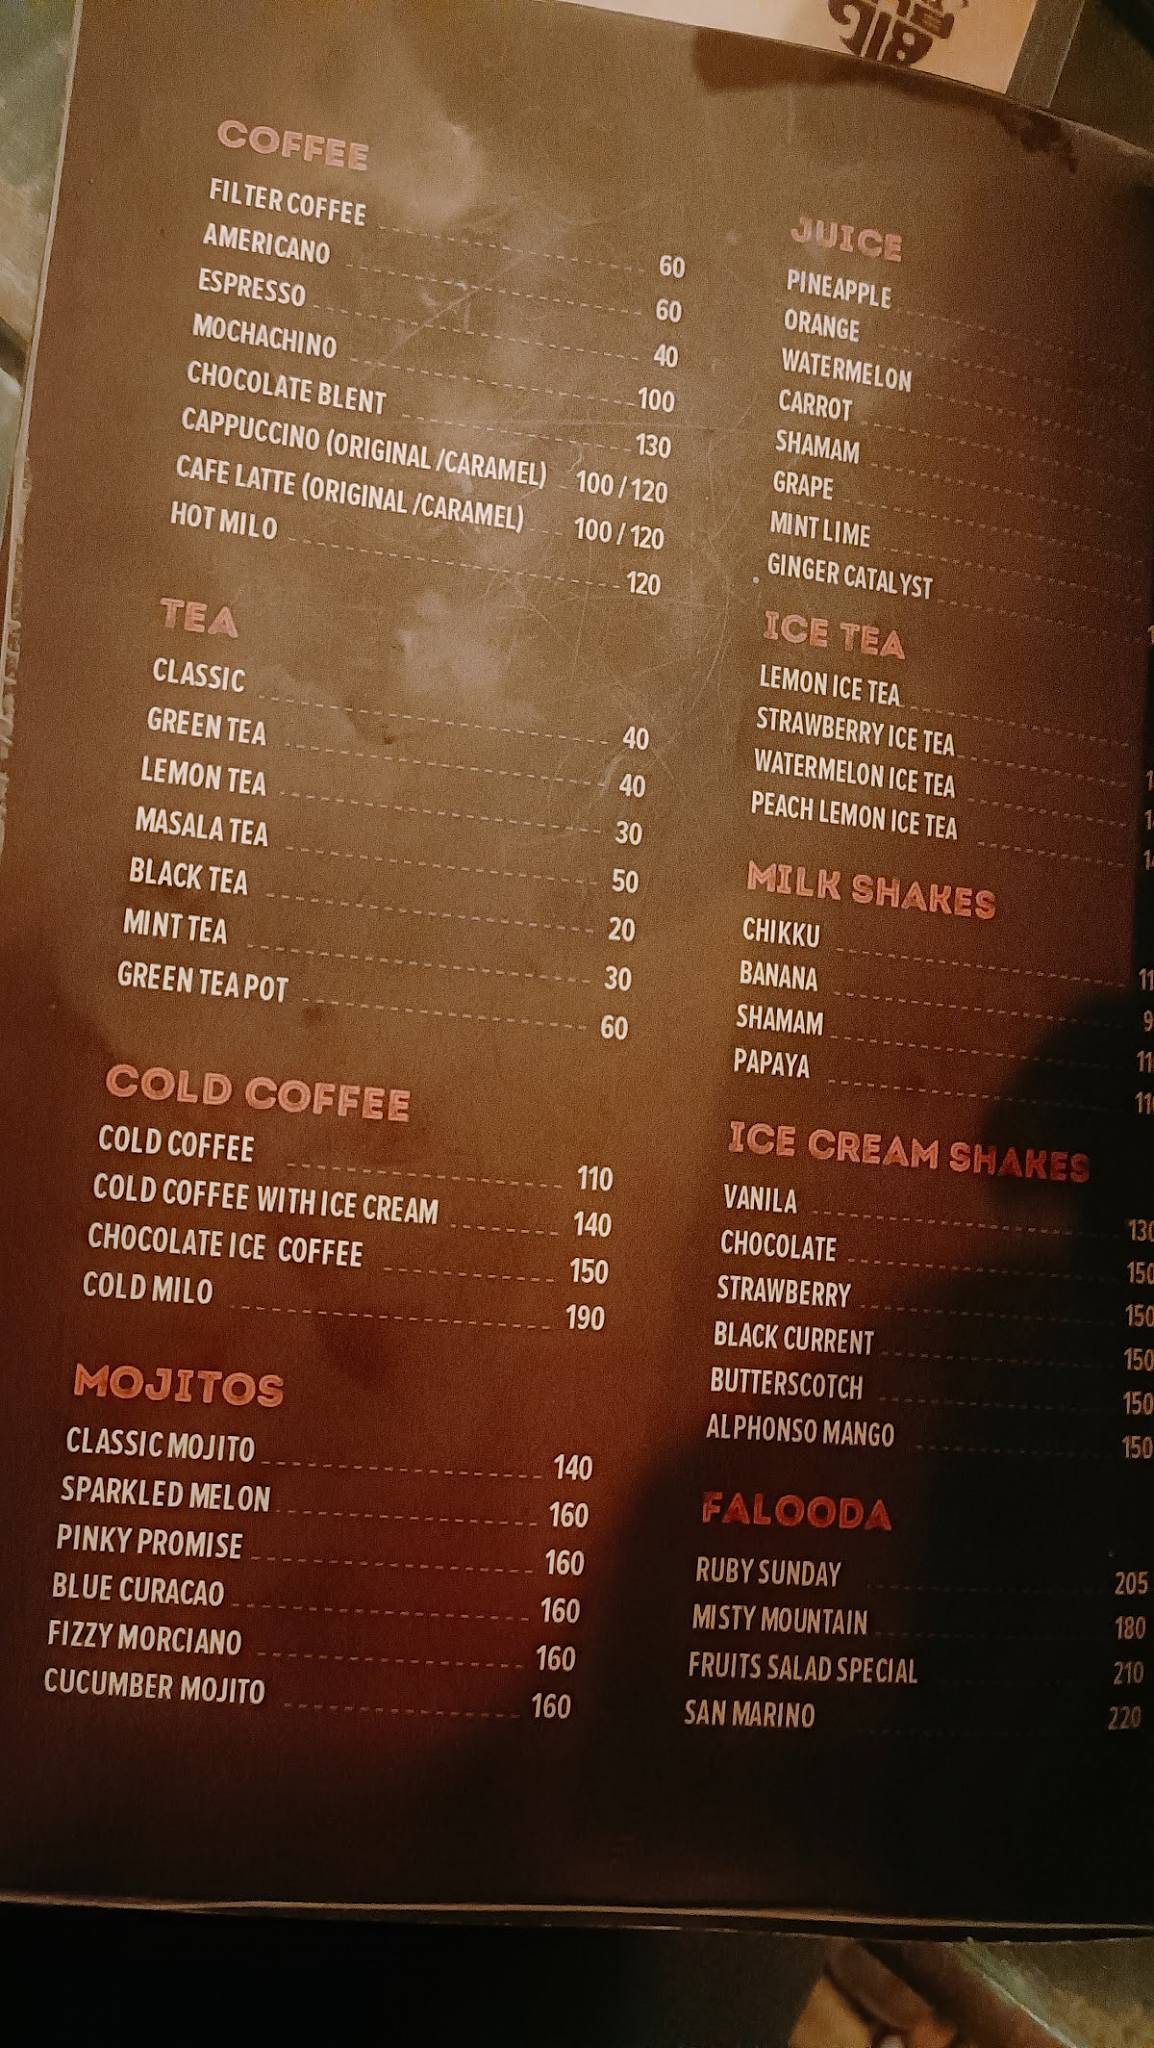 BIG
COFFEE
FILTER COFFEE 60
AMERICANO 60
ESPRESSO 40
MOCHACHINO 100
CHOCOLATE BLENT 130
CAPPUCCINO (ORIGINAL /CARAMEL) 100 / 120
CAFE LATTE (ORIGINAL /CARAMEL) 100 / 120
HOT MILO 120
TEA
CLASSIC 40
GREEN TEA 40
LEMON TEA 30
MASALA TEA 50
BLACK TEA 20
MINT TEA 30
GREEN TEA POT 60
COLD COFFEE
COLD COFFEE 110
COLD COFFEE WITH ICE CREAM 140
CHOCOLATE ICE COFFEE 150
COLD MILO 190
MOJITOS
CLASSIC MOJITO 140
SPARKLED MELON 160
PINKY PROMISE 160
BLUE CURACAO 160
FIZZY MORCIANO 160
CUCUMBER MOJITO 160
JUICE
PINEAPPLE
ORANGE
WATERMELON
CARROT
SHAMAM
GRAPE
MINT LIME
GINGER CATALYST
ICE TEA
LEMON ICE TEA
STRAWBERRY ICE TEA
WATERMELON ICE TEA
PEACH LEMON ICE TEA
MILK SHAKES
CHIKKU
BANANA
SHAMAM
PAPAYA
ICE CREAM SHAKES
VANILA 130
CHOCOLATE 150
STRAWBERRY 150
BLACK CURRENT 150
BUTTERSCOTCH 150
ALPHONSO MANGO 150
FALOODA
RUBY SUNDAY 205
MISTY MOUNTAIN 180
FRUITS SALAD SPECIAL 210
SAN MARINO 220